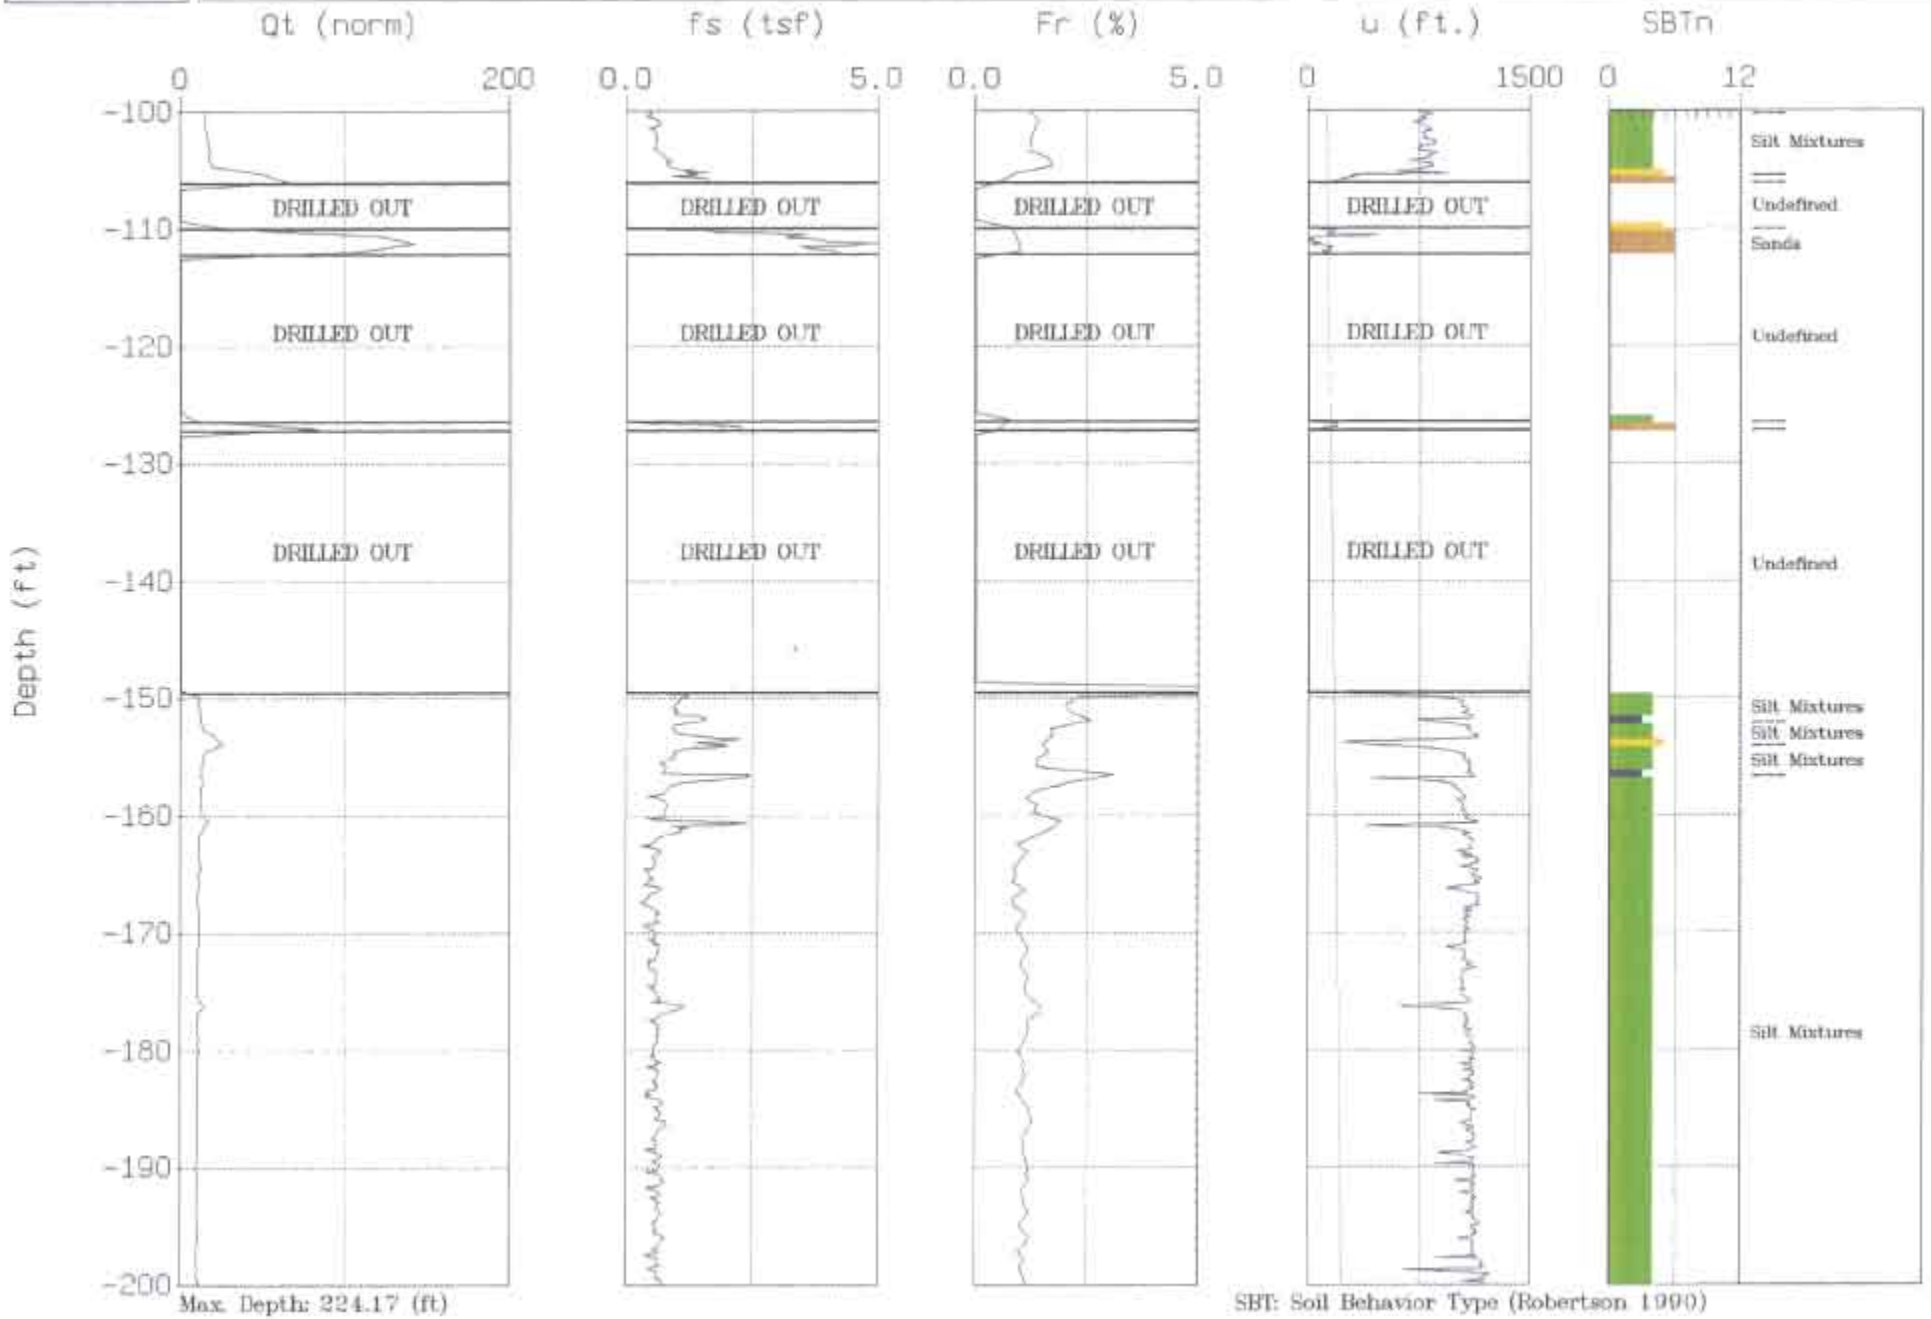 Qt (norm) fs (tsf) Fr (%) u (ft.) SBTn
0 200 0.0 5.0 0.0 5.0 0 1500 0 12
-100
Silt Mixtures
DRILLED OUT DRILLED OUT DRILLED OUT DRILLED OUT Undefined
-110
Sands
DRILLED OUT DRILLED OUT DRILLED OUT DRILLED OUT Undefined
-120
-130
DRILLED OUT DRILLED OUT DRILLED OUT DRILLED OUT
Undefined
-140
Depth (ft)
-150
Silt Mixtures
Silt Mixtures
Silt Mixtures
-160
-170
-180
Silt Mixtures
-190
-200
Max. Depth: 224.17 (ft)
SBT: Soil Behavior Type (Robertson 1990)